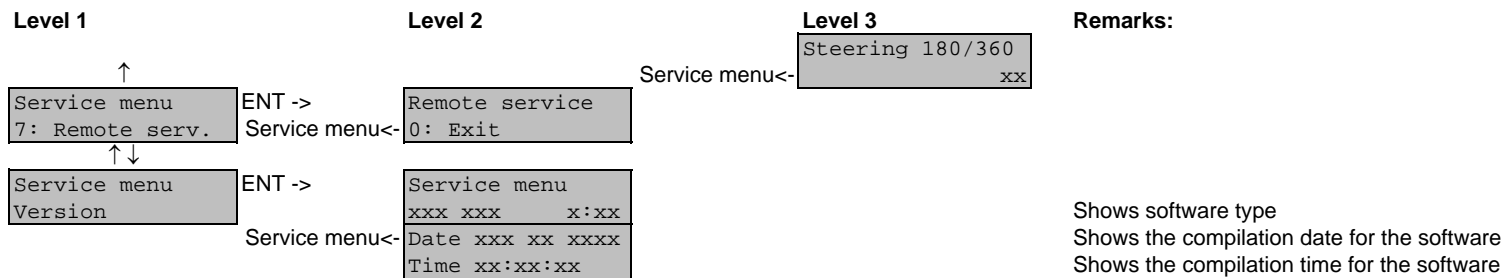 Level 1 Level 2 Level 3 Remarks:
Steering 180/360
↑ Service menu<- xx
Service menu ENT -> Remote service
7: Remote serv. Service menu<- 0: Exit
↑↓
Service menu ENT -> Service menu
Version xxx xxx x:xx Shows software type
Service menu<- Date xxx xx xxxx Shows the compilation date for the software
Time xx:xx:xx Shows the compilation time for the software